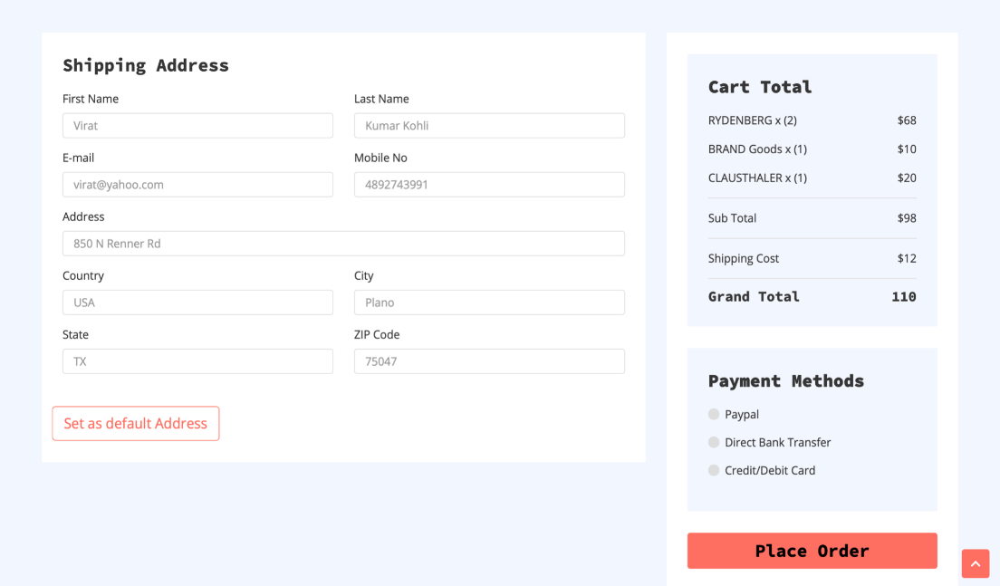 Shipping Address
First Name Last Name
Virat Kumar Kohli
E-mail Mobile No
virat@yahoo.com 4892743991
Address
850 N Renner Rd
Country City
USA Plano
State ZIP Code
TX 75047
Set as default Address
Cart Total
RYDENBERG x (2) $68
BRAND Goods x (1) $10
CLAUSTHALER x (1) $20
Sub Total $98
Shipping Cost $12
Grand Total 110
Payment Methods
Paypal
Direct Bank Transfer
Credit/Debit Card
Place Order